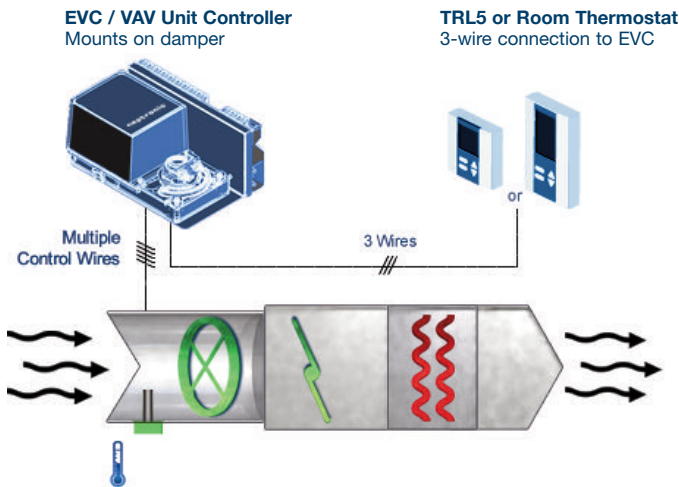 EVC / VAV Unit Controller
Mounts on damper
TRL5 or Room Thermostat
3-wire connection to EVC
neptronic
or
Multiple
Control Wires
3 Wires